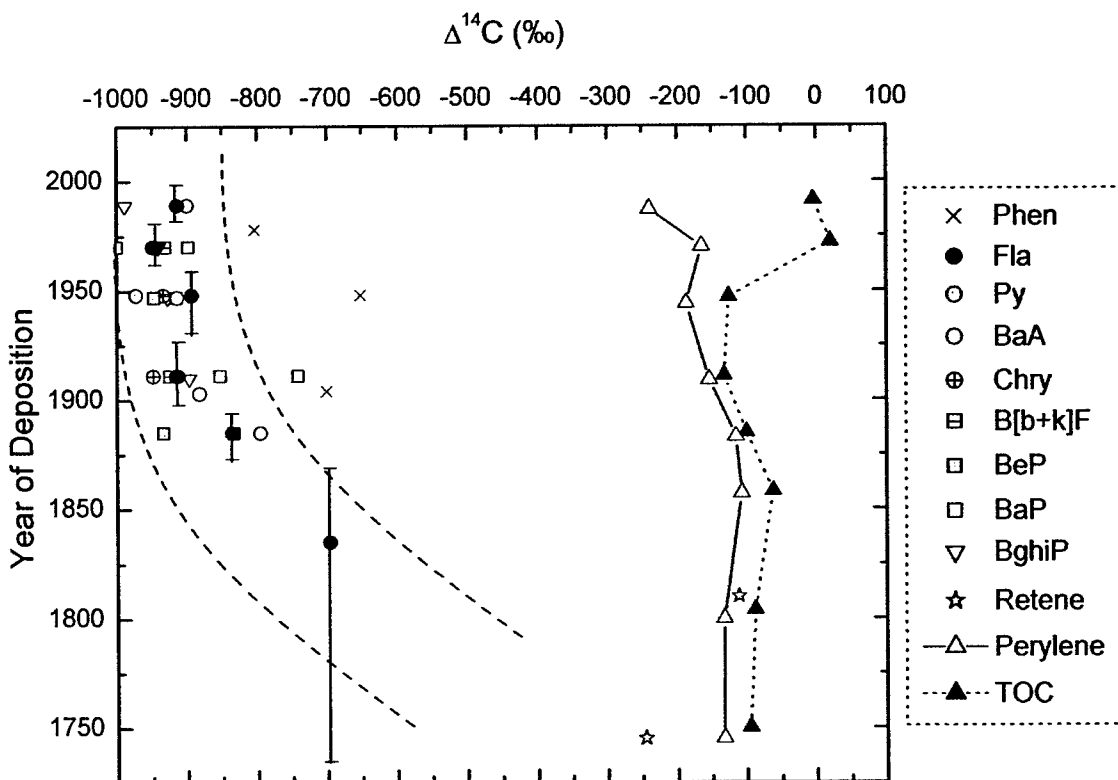 Δ¹⁴C (‰)
-1000 -900 -800 -700 -600 -500 -400 -300 -200 -100 0 100
Year of Deposition
2000
1950
1900
1850
1800
1750
Phen
Fla
Py
BaA
Chry
B[b+k]F
BeP
BaP
BghiP
Retene
Perylene
TOC